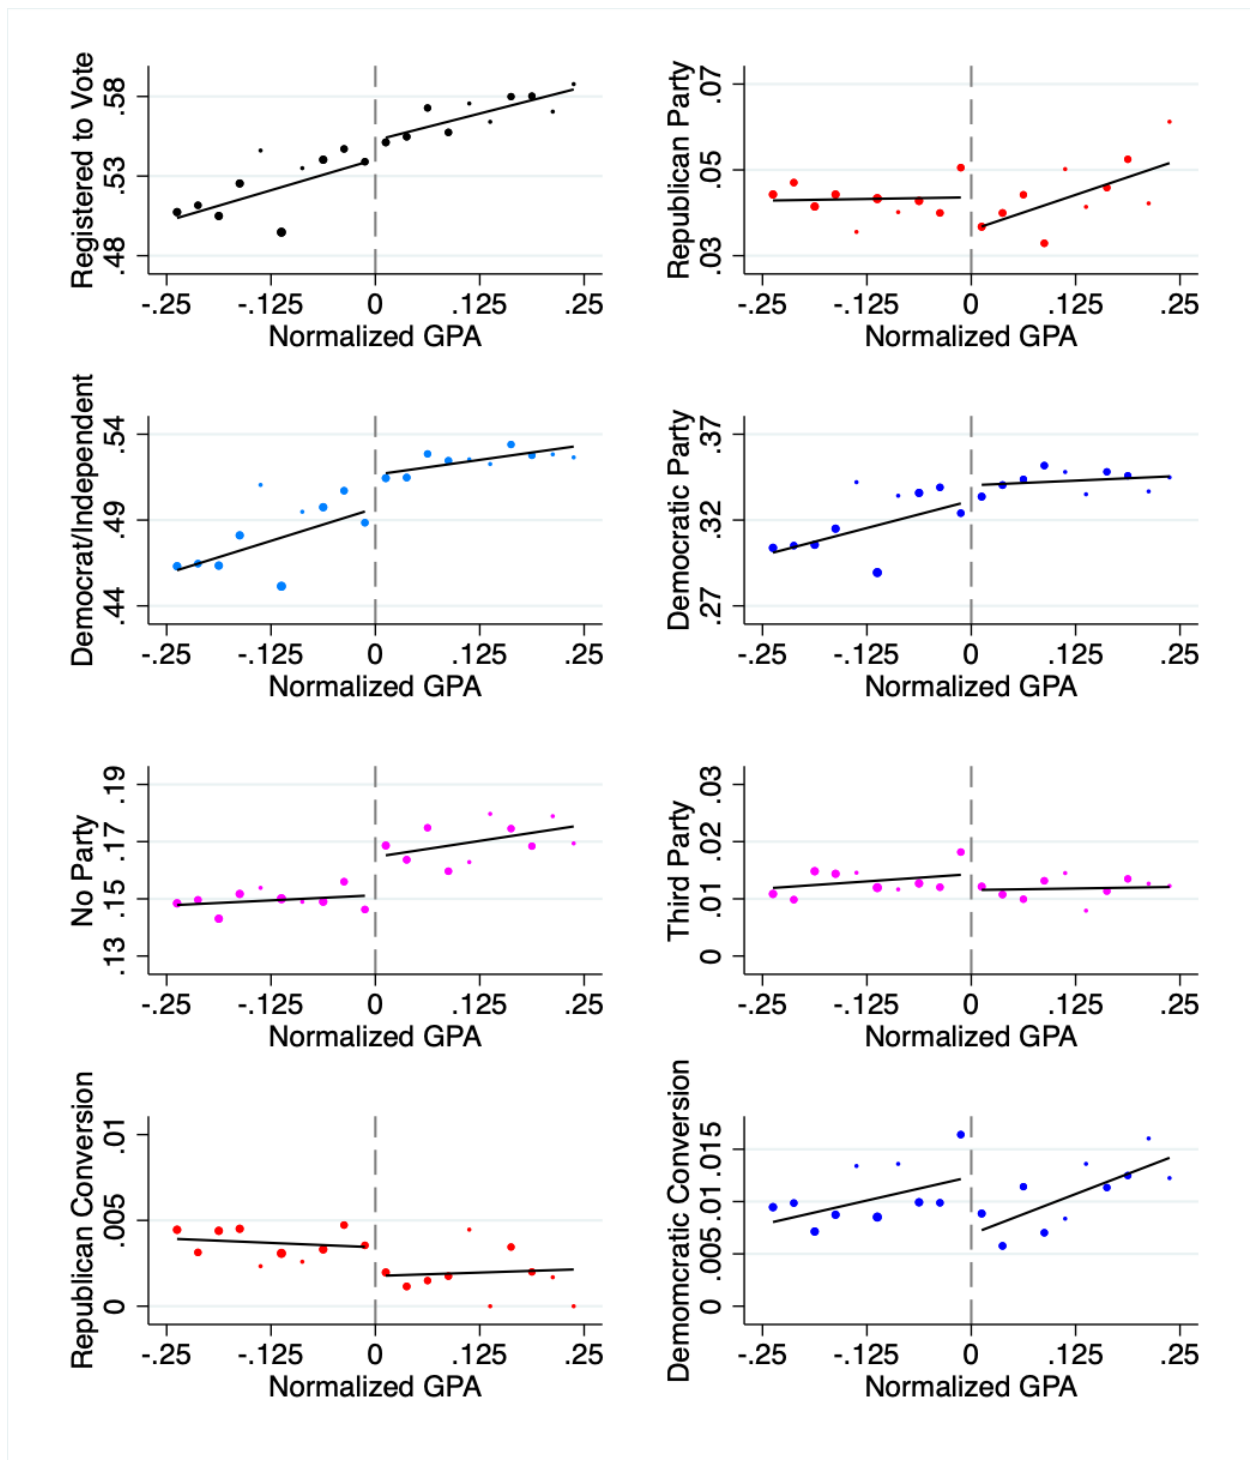 Registered to Vote
.58
.53
.48
-.25 -.125 0 .125 .25
Normalized GPA
Republican Party
.07
.05
.03
-.25 -.125 0 .125 .25
Normalized GPA
Democrat/Independent
.54
.49
.44
-.25 -.125 0 .125 .25
Normalized GPA
Democratic Party
.37
.32
.27
-.25 -.125 0 .125 .25
Normalized GPA
No Party
.19
.17
.15
.13
-.25 -.125 0 .125 .25
Normalized GPA
Third Party
.03
.02
.01
0
-.25 -.125 0 .125 .25
Normalized GPA
Republican Conversion
.01
.005
0
-.25 -.125 0 .125 .25
Normalized GPA
Demomcratic Conversion
.015
.01
.005
0
-.25 -.125 0 .125 .25
Normalized GPA